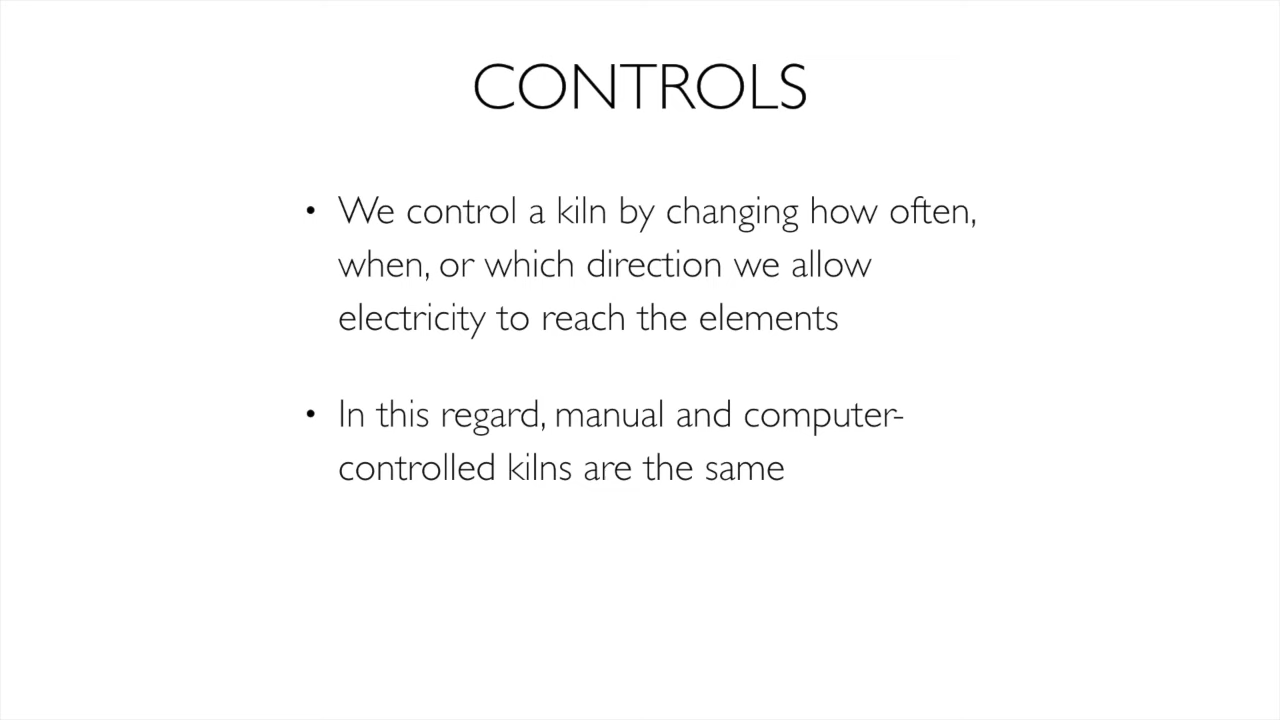 CONTROLS
• We control a kiln by changing how often,
when, or which direction we allow
electricity to reach the elements
• In this regard, manual and computer-
controlled kilns are the same